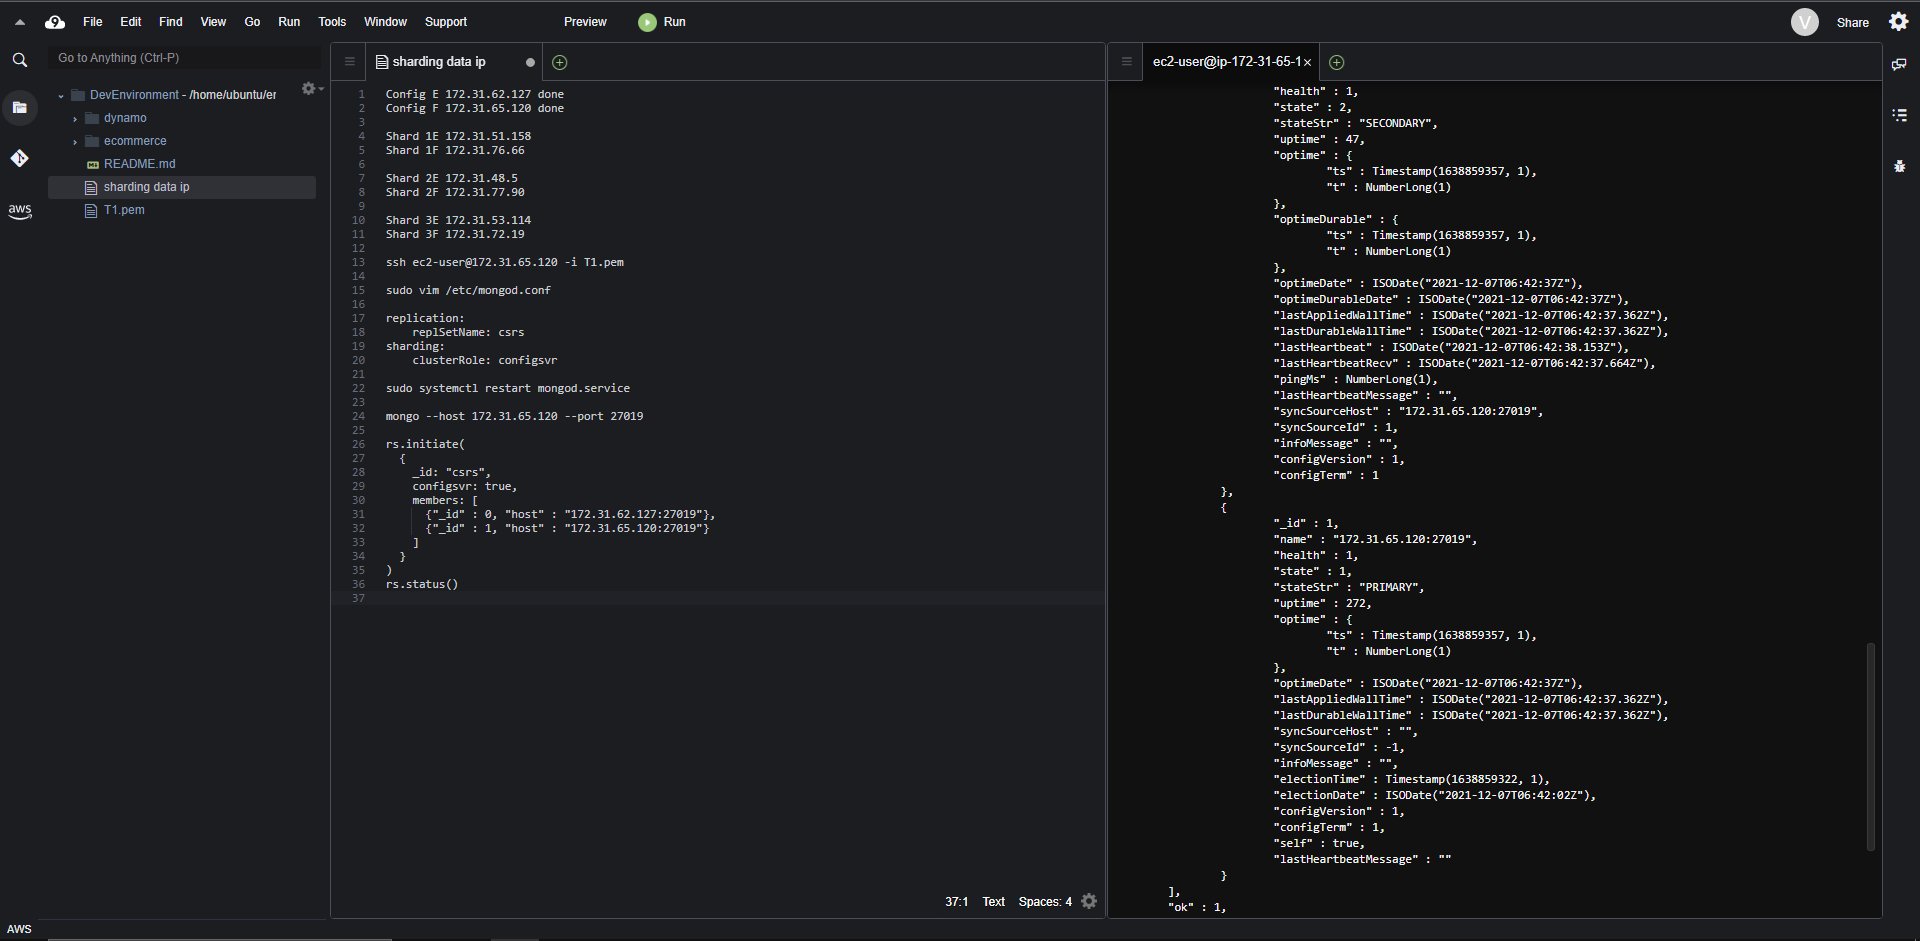 File Edit Find View Go Run Tools Window Support Preview Run V Share
Go to Anything (Ctrl-P)
DevEnvironment - /home/ubuntu/er
dynamo
ecommerce
README.md
sharding data ip
T1.pem
aws
AWS
sharding data ip
1 Config E 172.31.62.127 done
2 Config F 172.31.65.120 done
3
4 Shard 1E 172.31.51.158
5 Shard 1F 172.31.76.66
6
7 Shard 2E 172.31.48.5
8 Shard 2F 172.31.77.90
9
10 Shard 3E 172.31.53.114
11 Shard 3F 172.31.72.19
12
13 ssh ec2-user@172.31.65.120 -i T1.pem
14
15 sudo vim /etc/mongod.conf
16
17 replication:
18 replSetName: csrs
19 sharding:
20 clusterRole: configsvr
21
22 sudo systemctl restart mongod.service
23
24 mongo --host 172.31.65.120 --port 27019
25
26 rs.initiate(
27 {
28 _id: "csrs",
29 configsvr: true,
30 members: [
31 {"_id" : 0, "host" : "172.31.62.127:27019"},
32 {"_id" : 1, "host" : "172.31.65.120:27019"}
33 ]
34 }
35 )
36 rs.status()
37
37:1 Text Spaces: 4
ec2-user@ip-172-31-65-1
"health" : 1,
"state" : 2,
"stateStr" : "SECONDARY",
"uptime" : 47,
"optime" : {
"ts" : Timestamp(1638859357, 1),
"t" : NumberLong(1)
},
"optimeDurable" : {
"ts" : Timestamp(1638859357, 1),
"t" : NumberLong(1)
},
"optimeDate" : ISODate("2021-12-07T06:42:37Z"),
"optimeDurableDate" : ISODate("2021-12-07T06:42:37Z"),
"lastAppliedWallTime" : ISODate("2021-12-07T06:42:37.362Z"),
"lastDurableWallTime" : ISODate("2021-12-07T06:42:37.362Z"),
"lastHeartbeat" : ISODate("2021-12-07T06:42:38.153Z"),
"lastHeartbeatRecv" : ISODate("2021-12-07T06:42:37.664Z"),
"pingMs" : NumberLong(1),
"lastHeartbeatMessage" : "",
"syncSourceHost" : "172.31.65.120:27019",
"syncSourceId" : 1,
"infoMessage" : "",
"configVersion" : 1,
"configTerm" : 1
},
{
"_id" : 1,
"name" : "172.31.65.120:27019",
"health" : 1,
"state" : 1,
"stateStr" : "PRIMARY",
"uptime" : 272,
"optime" : {
"ts" : Timestamp(1638859357, 1),
"t" : NumberLong(1)
},
"optimeDate" : ISODate("2021-12-07T06:42:37Z"),
"lastAppliedWallTime" : ISODate("2021-12-07T06:42:37.362Z"),
"lastDurableWallTime" : ISODate("2021-12-07T06:42:37.362Z"),
"syncSourceHost" : "",
"syncSourceId" : -1,
"infoMessage" : "",
"electionTime" : Timestamp(1638859322, 1),
"electionDate" : ISODate("2021-12-07T06:42:02Z"),
"configVersion" : 1,
"configTerm" : 1,
"self" : true,
"lastHeartbeatMessage" : ""
}
],
"ok" : 1,